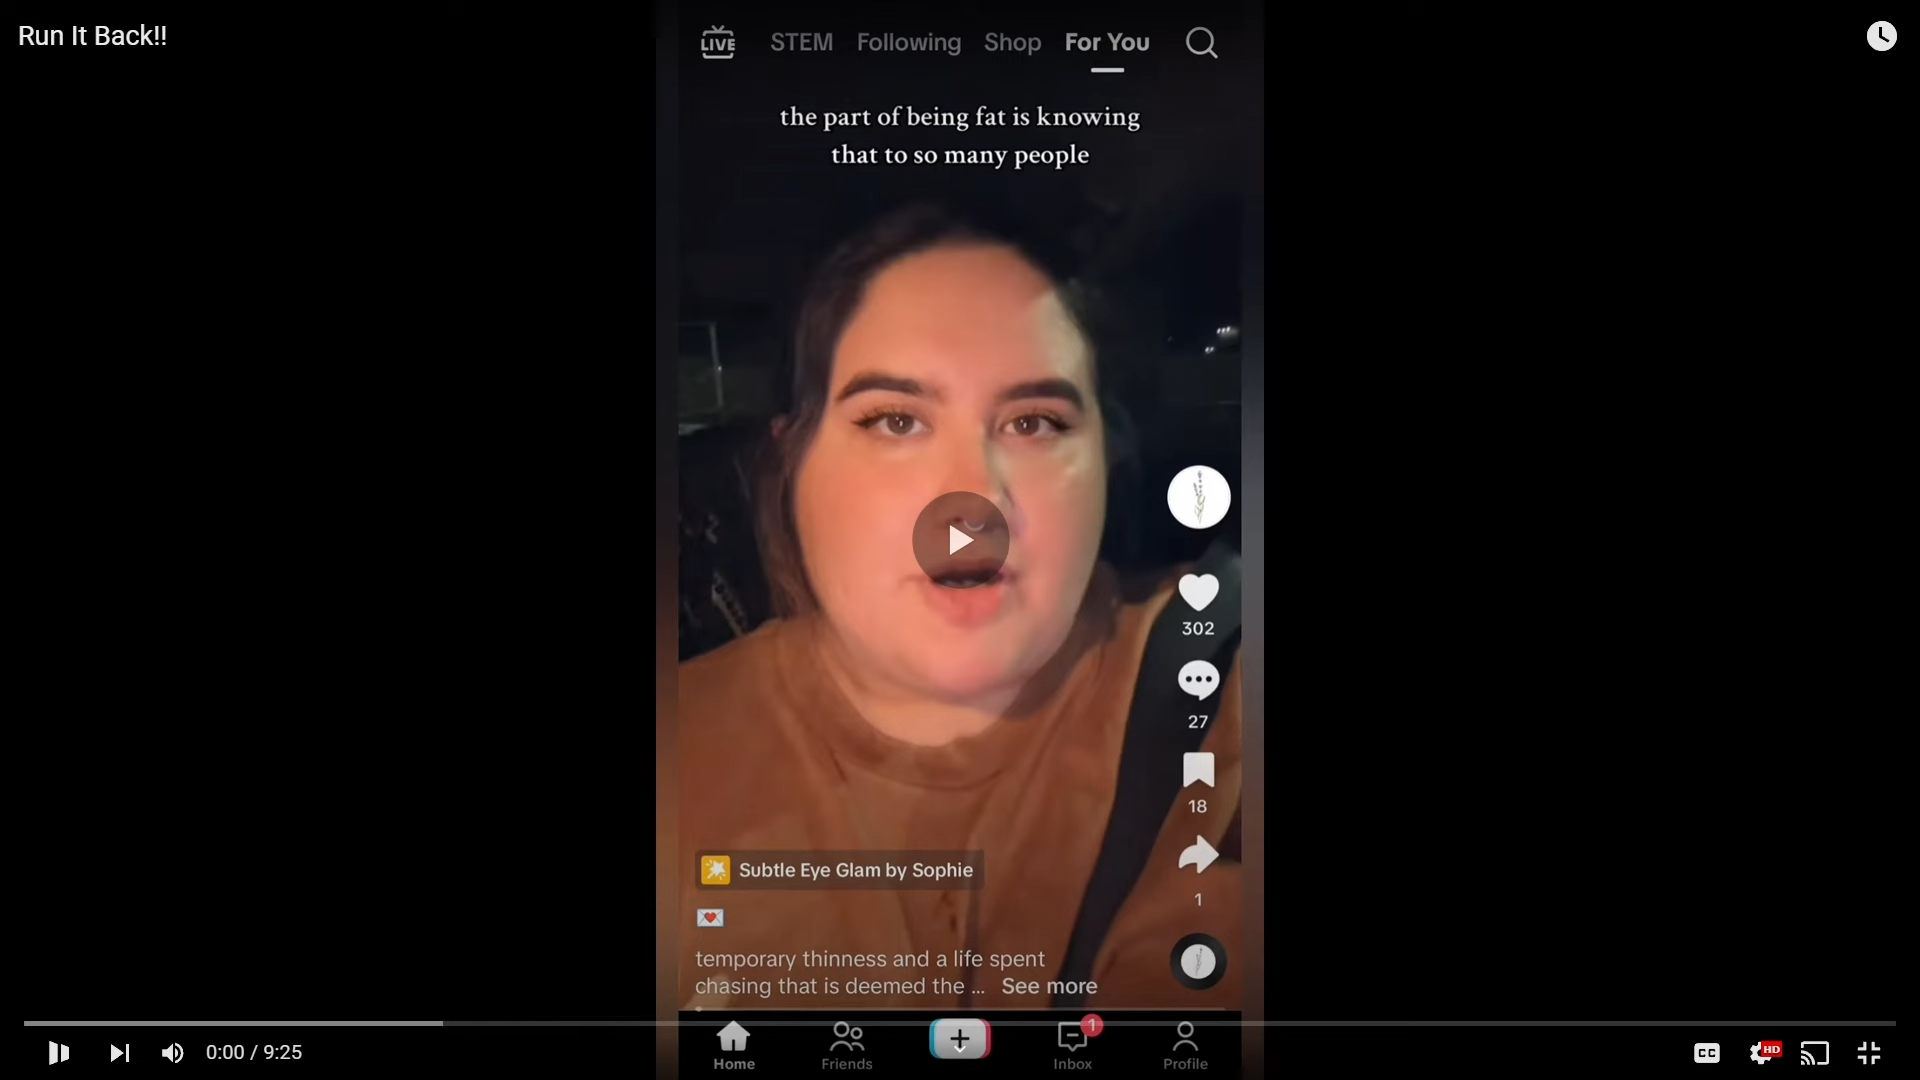 Run It Back!!
LIVE STEM Following Shop For You
the part of being fat is knowing
that to so many people
302
27
18
1
Subtle Eye Glam by Sophie
temporary thinness and a life spent
chasing that is deemed the ... See more
1
Home Friends Inbox Profile
0:00 / 9:25
CC HD